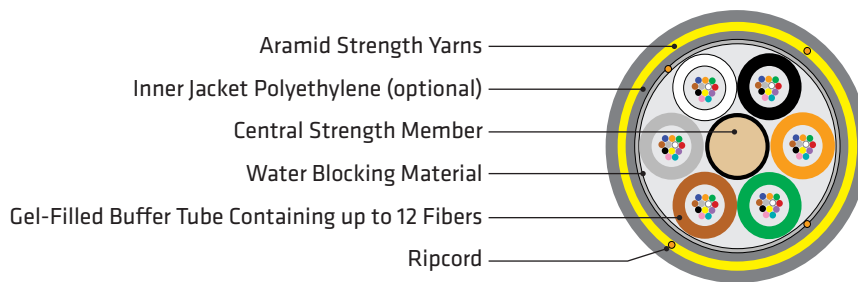 Aramid Strength Yarns
Inner Jacket Polyethylene (optional)
Central Strength Member
Water Blocking Material
Gel-Filled Buffer Tube Containing up to 12 Fibers
Ripcord